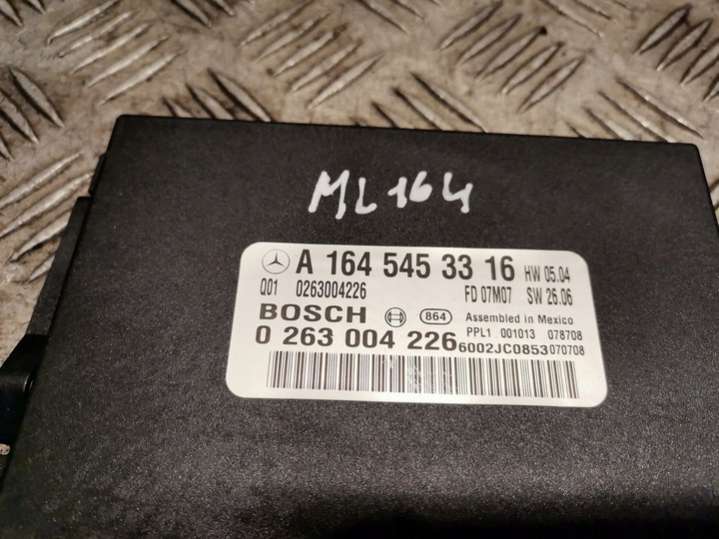 ML164
A 164 545 33 16 HW 05.04
Q01 0263004226 FD 07M07 SW 26.06
BOSCH 864 Assembled in Mexico
PPL1 001013 078708
0 263 004 226 6002JC0853070708